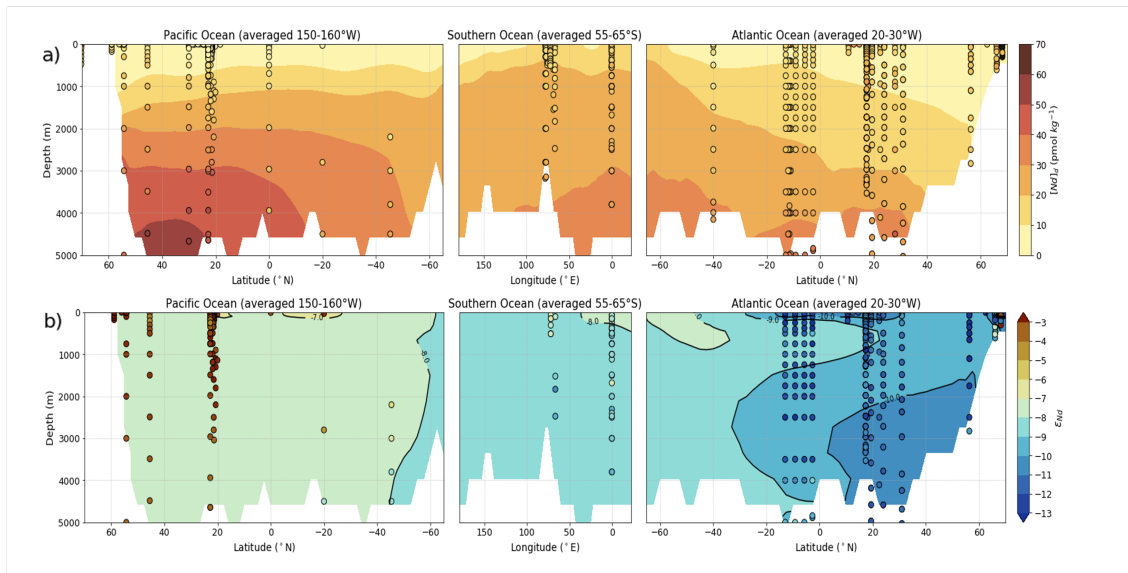 a)
Pacific Ocean (averaged 150-160°W)
Southern Ocean (averaged 55-65°S)
Atlantic Ocean (averaged 20-30°W)
0
1000
2000
3000
4000
5000
Depth (m)
60 40 20 0 −20 −40 −60
Latitude (°N)
150 100 50 0
Longitude (°E)
−60 −40 −20 0 20 40 60
Latitude (°N)
70
60
50
40
30
20
10
0
[Nd]d (pmol kg⁻¹)
b)
Pacific Ocean (averaged 150-160°W)
Southern Ocean (averaged 55-65°S)
Atlantic Ocean (averaged 20-30°W)
0
1000
2000
3000
4000
5000
Depth (m)
-7.0
-8.0
-8.0
-9.0
-10.0
-10.0
60 40 20 0 −20 −40 −60
Latitude (°N)
150 100 50 0
Longitude (°E)
−60 −40 −20 0 20 40 60
Latitude (°N)
−3
−4
−5
−6
−7
−8
−9
−10
−11
−12
−13
εNd